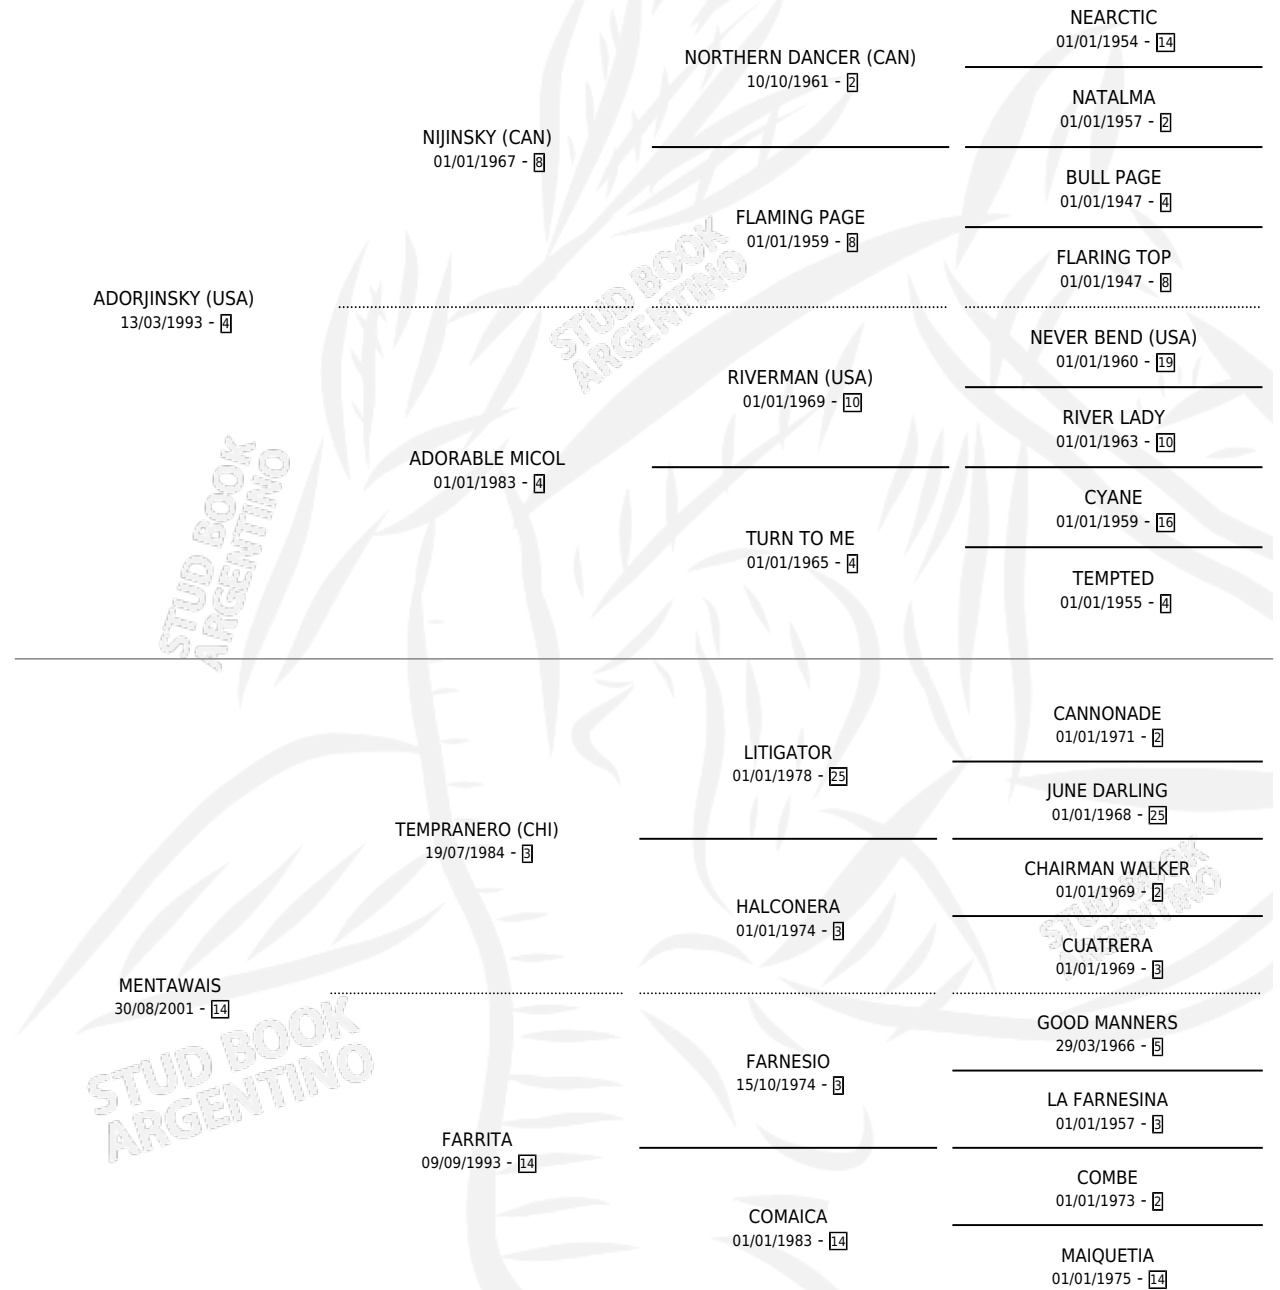 NEARCTIC
01/01/1954 - 14
NORTHERN DANCER (CAN)
10/10/1961 - 2
NATALMA
01/01/1957 - 2
NIJINSKY (CAN)
01/01/1967 - 8
BULL PAGE
01/01/1947 - 4
FLAMING PAGE
01/01/1959 - 8
FLARING TOP
01/01/1947 - 8
ADORJINSKY (USA)
13/03/1993 - 4
NEVER BEND (USA)
01/01/1960 - 19
RIVERMAN (USA)
01/01/1969 - 10
RIVER LADY
01/01/1963 - 10
ADORABLE MICOL
01/01/1983 - 4
CYANE
01/01/1959 - 16
TURN TO ME
01/01/1965 - 4
TEMPTED
01/01/1955 - 4
CANNONADE
01/01/1971 - 2
LITIGATOR
01/01/1978 - 25
JUNE DARLING
01/01/1968 - 25
TEMPRANERO (CHI)
19/07/1984 - 3
CHAIRMAN WALKER
01/01/1969 - 2
HALCONERA
01/01/1974 - 3
CUATRERA
01/01/1969 - 3
MENTAWAIS
30/08/2001 - 14
GOOD MANNERS
29/03/1966 - 5
FARNESIO
15/10/1974 - 3
LA FARNESINA
01/01/1957 - 3
FARRITA
09/09/1993 - 14
COMBE
01/01/1973 - 2
COMAICA
01/01/1983 - 14
MAIQUETIA
01/01/1975 - 14
STUD BOOK
ARGENTINO
STUD BOOK
ARGENTINO
STUD BOOK
ARGENTINO
STUD BOOK
ARGENTINO